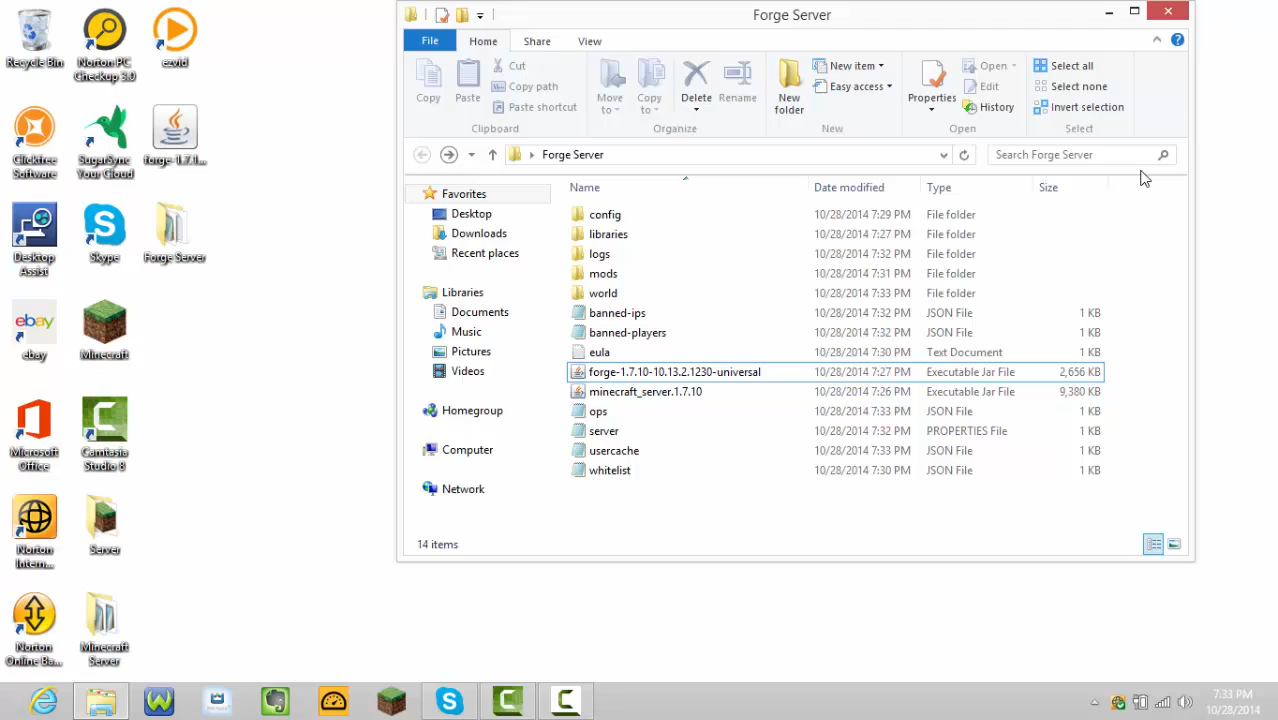 Recycle Bin
Norton PC Checkup 3.0
ezvid
Clickfree Software
SugarSync Your Cloud
forge-1.7.1...
Desktop Assist
Skype
Forge Server
ebay
ebay
Minecraft
Microsoft Office
Camtasia Studio 8
Norton Intern...
Server
Norton Online Ba...
Minecraft Server
Forge Server
File Home Share View
Copy
Paste
Cut
Copy path
Paste shortcut
Clipboard
Move to
Copy to
Delete
Rename
Organize
New folder
New item
Easy access
New
Properties
Open
Edit
History
Open
Select all
Select none
Invert selection
Select
Forge Server
Search Forge Server
Favorites
Desktop
Downloads
Recent places
Libraries
Documents
Music
Pictures
Videos
Homegroup
Computer
Network
Name Date modified Type Size
config 10/28/2014 7:29 PM File folder
libraries 10/28/2014 7:27 PM File folder
logs 10/28/2014 7:32 PM File folder
mods 10/28/2014 7:31 PM File folder
world 10/28/2014 7:33 PM File folder
banned-ips 10/28/2014 7:32 PM JSON File 1 KB
banned-players 10/28/2014 7:32 PM JSON File 1 KB
eula 10/28/2014 7:30 PM Text Document 1 KB
forge-1.7.10-10.13.2.1230-universal 10/28/2014 7:27 PM Executable Jar File 2,656 KB
minecraft_server.1.7.10 10/28/2014 7:26 PM Executable Jar File 9,380 KB
ops 10/28/2014 7:33 PM JSON File 1 KB
server 10/28/2014 7:32 PM PROPERTIES File 1 KB
usercache 10/28/2014 7:33 PM JSON File 1 KB
whitelist 10/28/2014 7:30 PM JSON File 1 KB
14 items
7:33 PM
10/28/2014